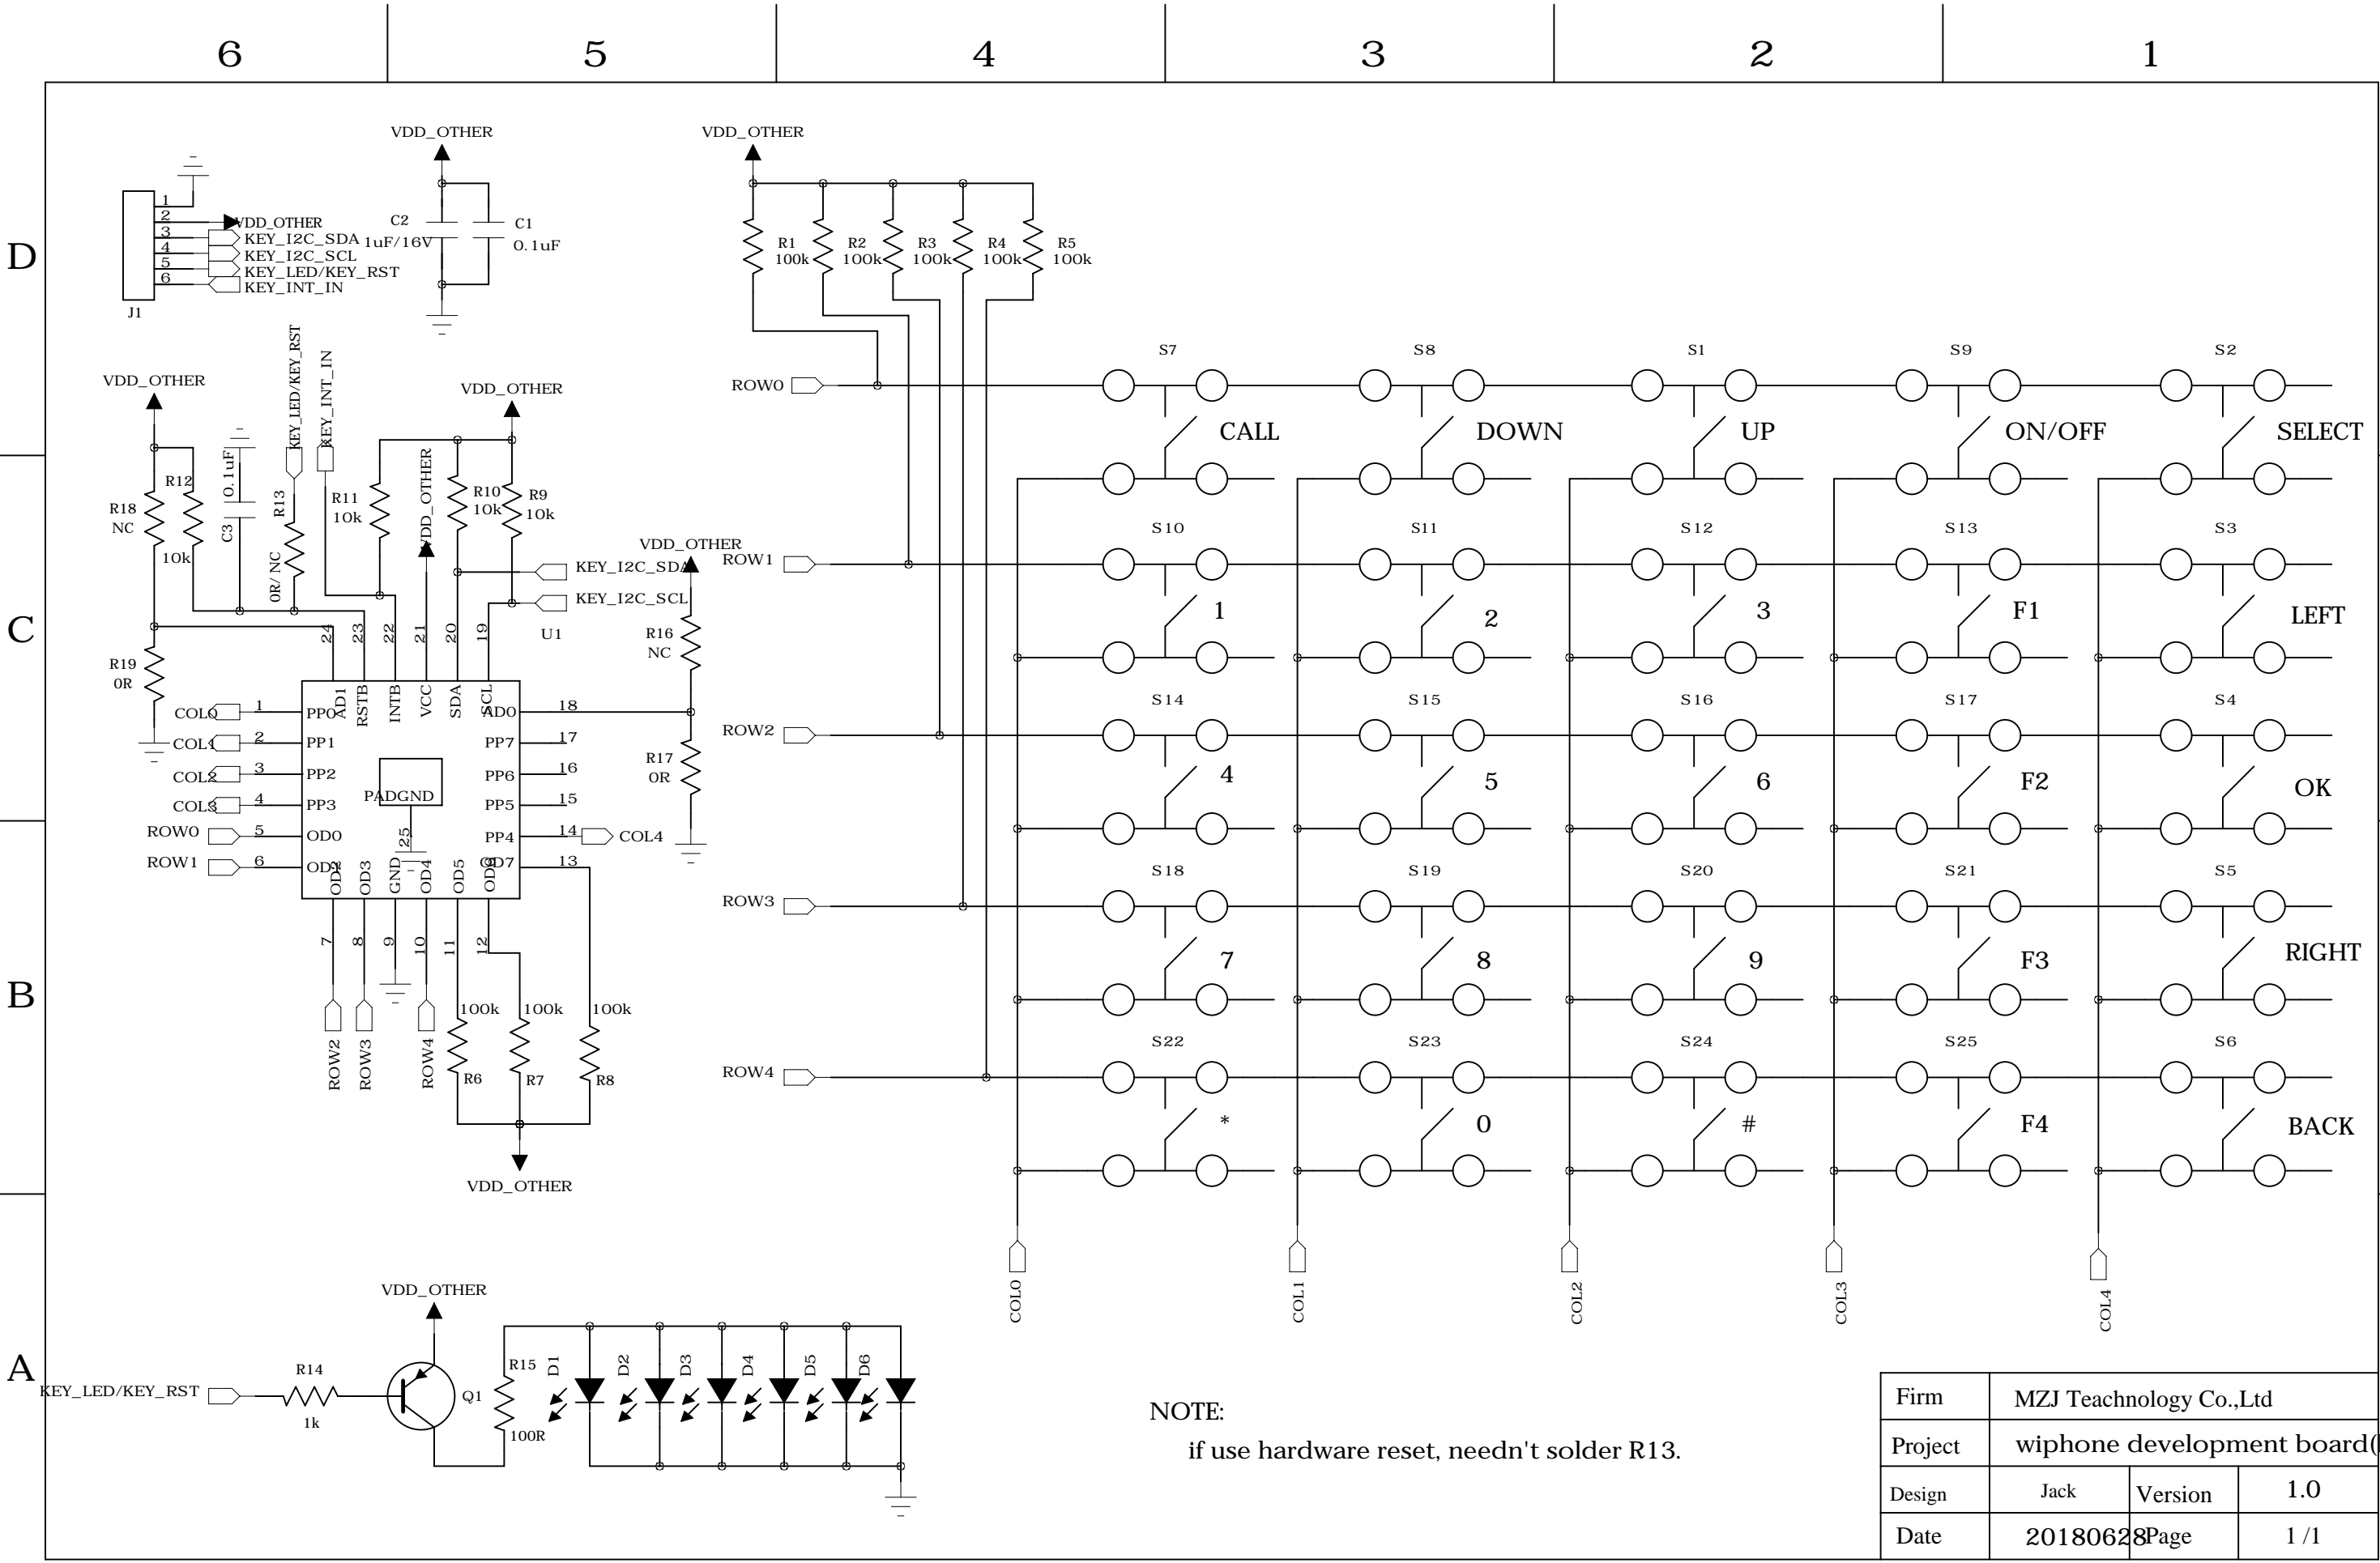 6 5 4 3 2 1
D
C
B
A
VDD_OTHER
VDD_OTHER
1
2
3
4
5
6
VDD_OTHER
KEY_I2C_SDA
KEY_I2C_SCL
KEY_LED/KEY_RST
KEY_INT_IN
J1
C2
1uF/16V
C1
0.1uF
R1
100k
R2
100k
R3
100k
R4
100k
R5
100k
VDD_OTHER
KEY_LED/KEY_RST
KEY_INT_IN
VDD_OTHER
R18
NC
R12
10k
0.1uF
C3
R13
0R/NC
R11
10k
VDD_OTHER
R10
10k
R9
10k
KEY_I2C_SDA
KEY_I2C_SCL
VDD_OTHER
U1
R16
NC
R17
0R
R19
0R
24 23 22 21 20 19
AD1 RSTB INTB VCC SDA SCL
COL0 1 PP0
COL1 2 PP1
COL2 3 PP2
COL3 4 PP3
ROW0 5 OD0
ROW1 6 OD1
AD0 18
PP7 17
PP6 16
PP5 15
PP4 14 COL4
OD7 13
PADGND
25
OD2 OD3 GND OD4 OD5 OD6
7 8 9 10 11 12
ROW2 ROW3 ROW4
100k 100k 100k
R6 R7 R8
VDD_OTHER
S7 S8 S1 S9 S2
ROW0
CALL DOWN UP ON/OFF SELECT
S10 S11 S12 S13 S3
ROW1
1 2 3 F1 LEFT
S14 S15 S16 S17 S4
ROW2
4 5 6 F2 OK
S18 S19 S20 S21 S5
ROW3
7 8 9 F3 RIGHT
S22 S23 S24 S25 S6
ROW4
* 0 # F4 BACK
COL0 COL1 COL2 COL3 COL4
VDD_OTHER
KEY_LED/KEY_RST
R14
1k
Q1
R15
100R
D1 D2 D3 D4 D5 D6
NOTE:
if use hardware reset, needn't solder R13.
Firm MZJ Teachnology Co.,Ltd
Project wiphone development board(
Design Jack Version 1.0
Date 20180628 Page 1 /1